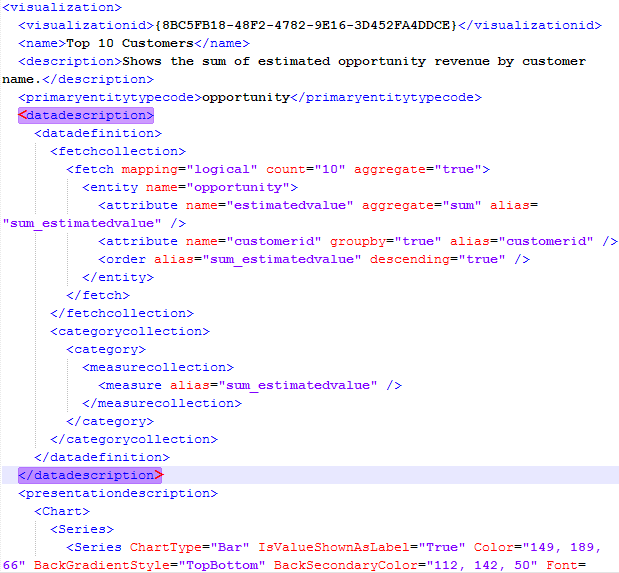 <visualization>
<visualizationid>{8BC5FB18-48F2-4782-9E16-3D452FA4DDCE}</visualizationid>
<name>Top 10 Customers</name>
<description>Shows the sum of estimated opportunity revenue by customer
name.</description>
<primaryentitytypecode>opportunity</primaryentitytypecode>
<datadescription>
<datadefinition>
<fetchcollection>
<fetch mapping="logical" count="10" aggregate="true">
<entity name="opportunity">
<attribute name="estimatedvalue" aggregate="sum" alias=
"sum_estimatedvalue" />
<attribute name="customerid" groupby="true" alias="customerid" />
<order alias="sum_estimatedvalue" descending="true" />
</entity>
</fetch>
</fetchcollection>
<categorycollection>
<category>
<measurecollection>
<measure alias="sum_estimatedvalue" />
</measurecollection>
</category>
</categorycollection>
</datadefinition>
</datadescription>
<presentationdescription>
<Chart>
<Series>
<Series ChartType="Bar" IsValueShownAsLabel="True" Color="149, 189,
66" BackGradientStyle="TopBottom" BackSecondaryColor="112, 142, 50" Font=